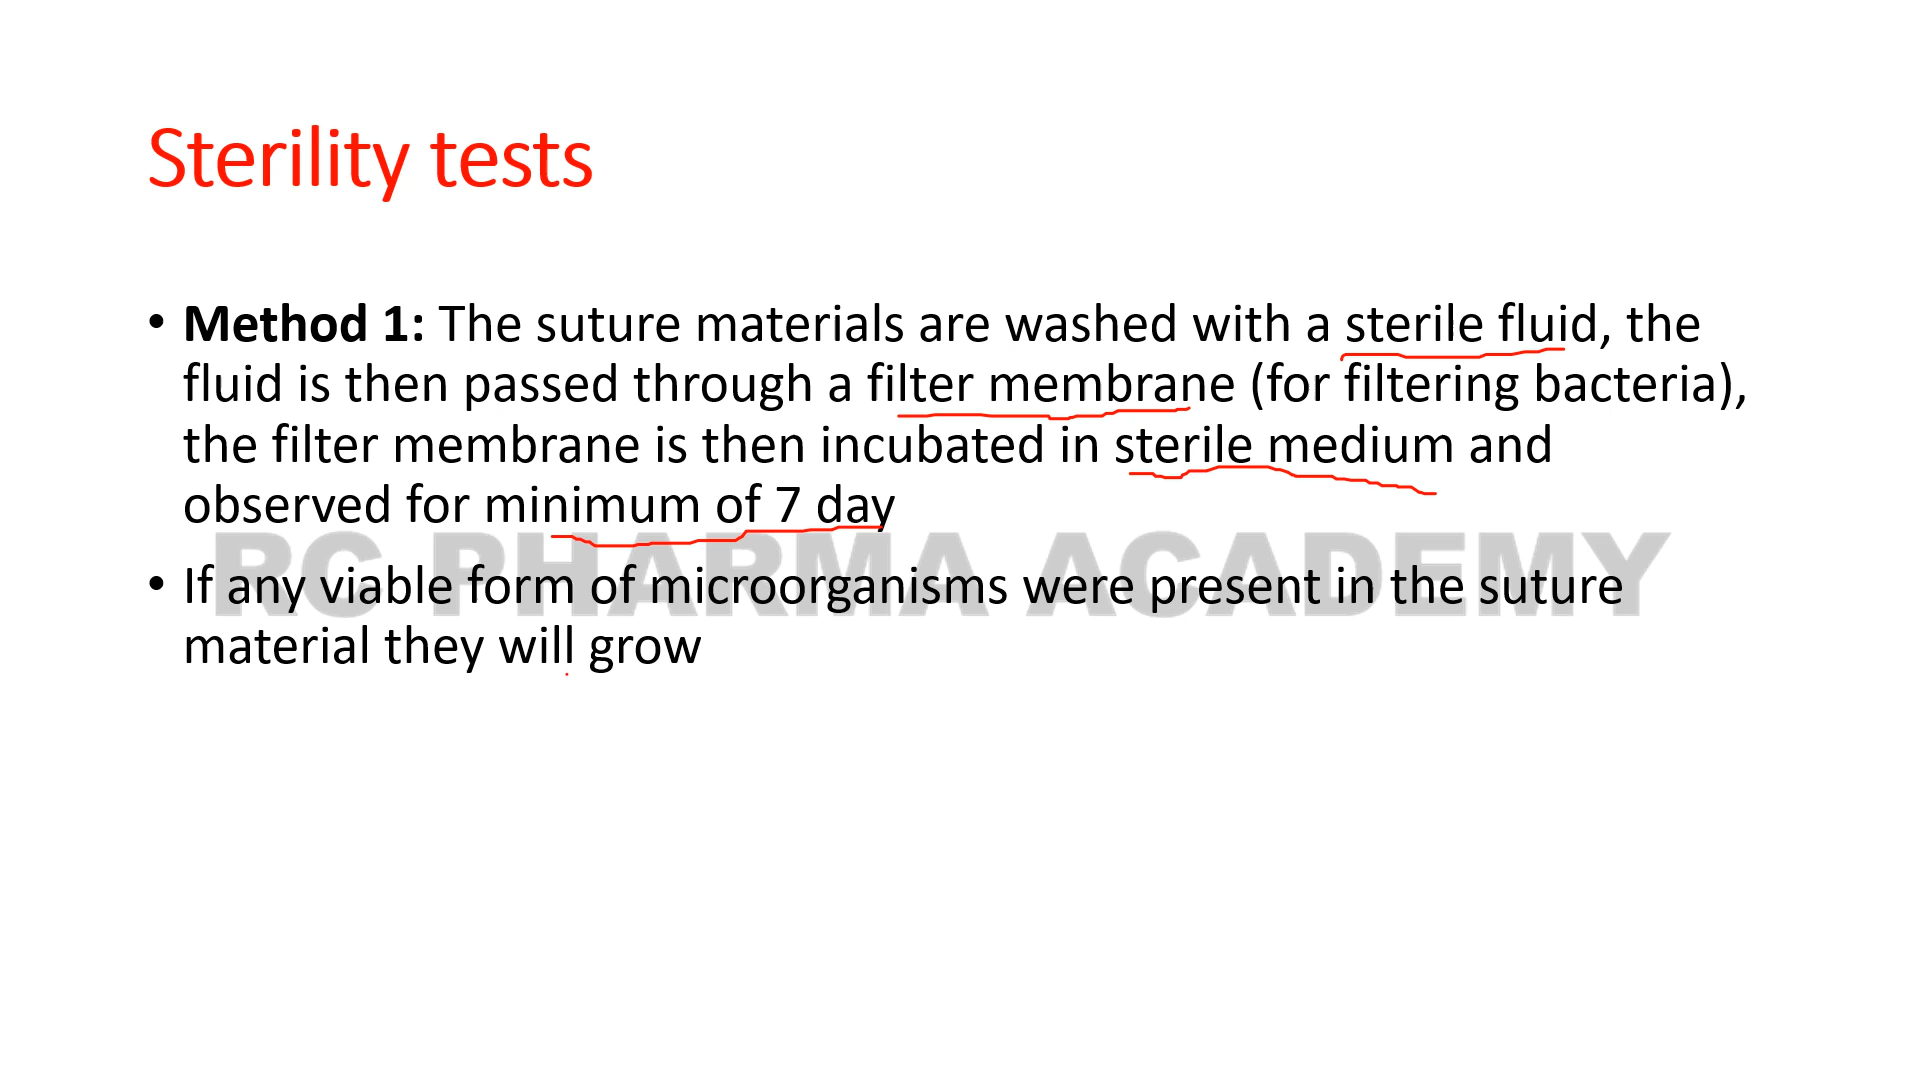 Sterility tests
• Method 1: The suture materials are washed with a sterile fluid, the
fluid is then passed through a filter membrane (for filtering bacteria),
the filter membrane is then incubated in sterile medium and
observed for minimum of 7 day
RC PHARMA ACADEMY
• If any viable form of microorganisms were present in the suture
material they will grow